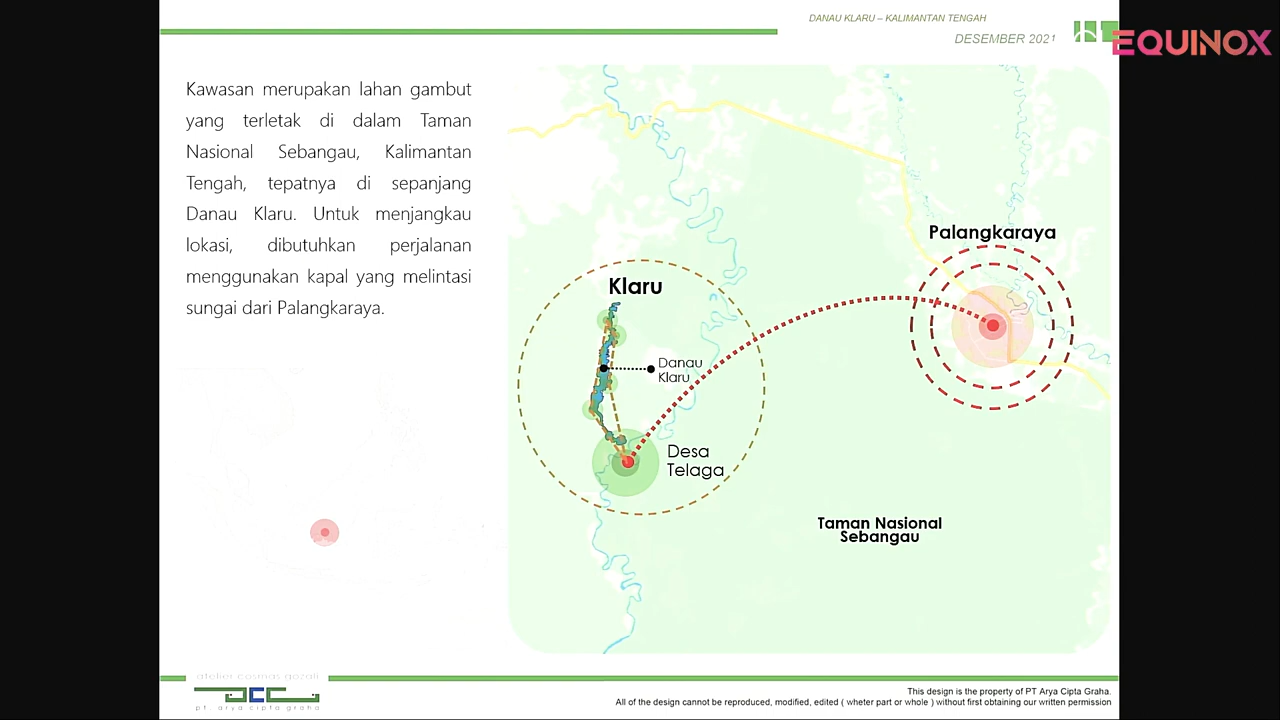 DANAU KLARU – KALIMANTAN TENGAH
DESEMBER 2021
EQUINOX
Kawasan merupakan lahan gambut
yang terletak di dalam Taman
Nasional Sebangau, Kalimantan
Tengah, tepatnya di sepanjang
Danau Klaru. Untuk menjangkau
lokasi, dibutuhkan perjalanan
menggunakan kapal yang melintasi
sungai dari Palangkaraya.
Palangkaraya
Klaru
Danau
Klaru
Desa
Telaga
Taman Nasional
Sebangau
atelier cosmas gozali
acg
pt arya cipta graha
This design is the property of PT Arya Cipta Graha.
All of the design cannot be reproduced, modified, edited ( wheter part or whole ) without first obtaining our written permission